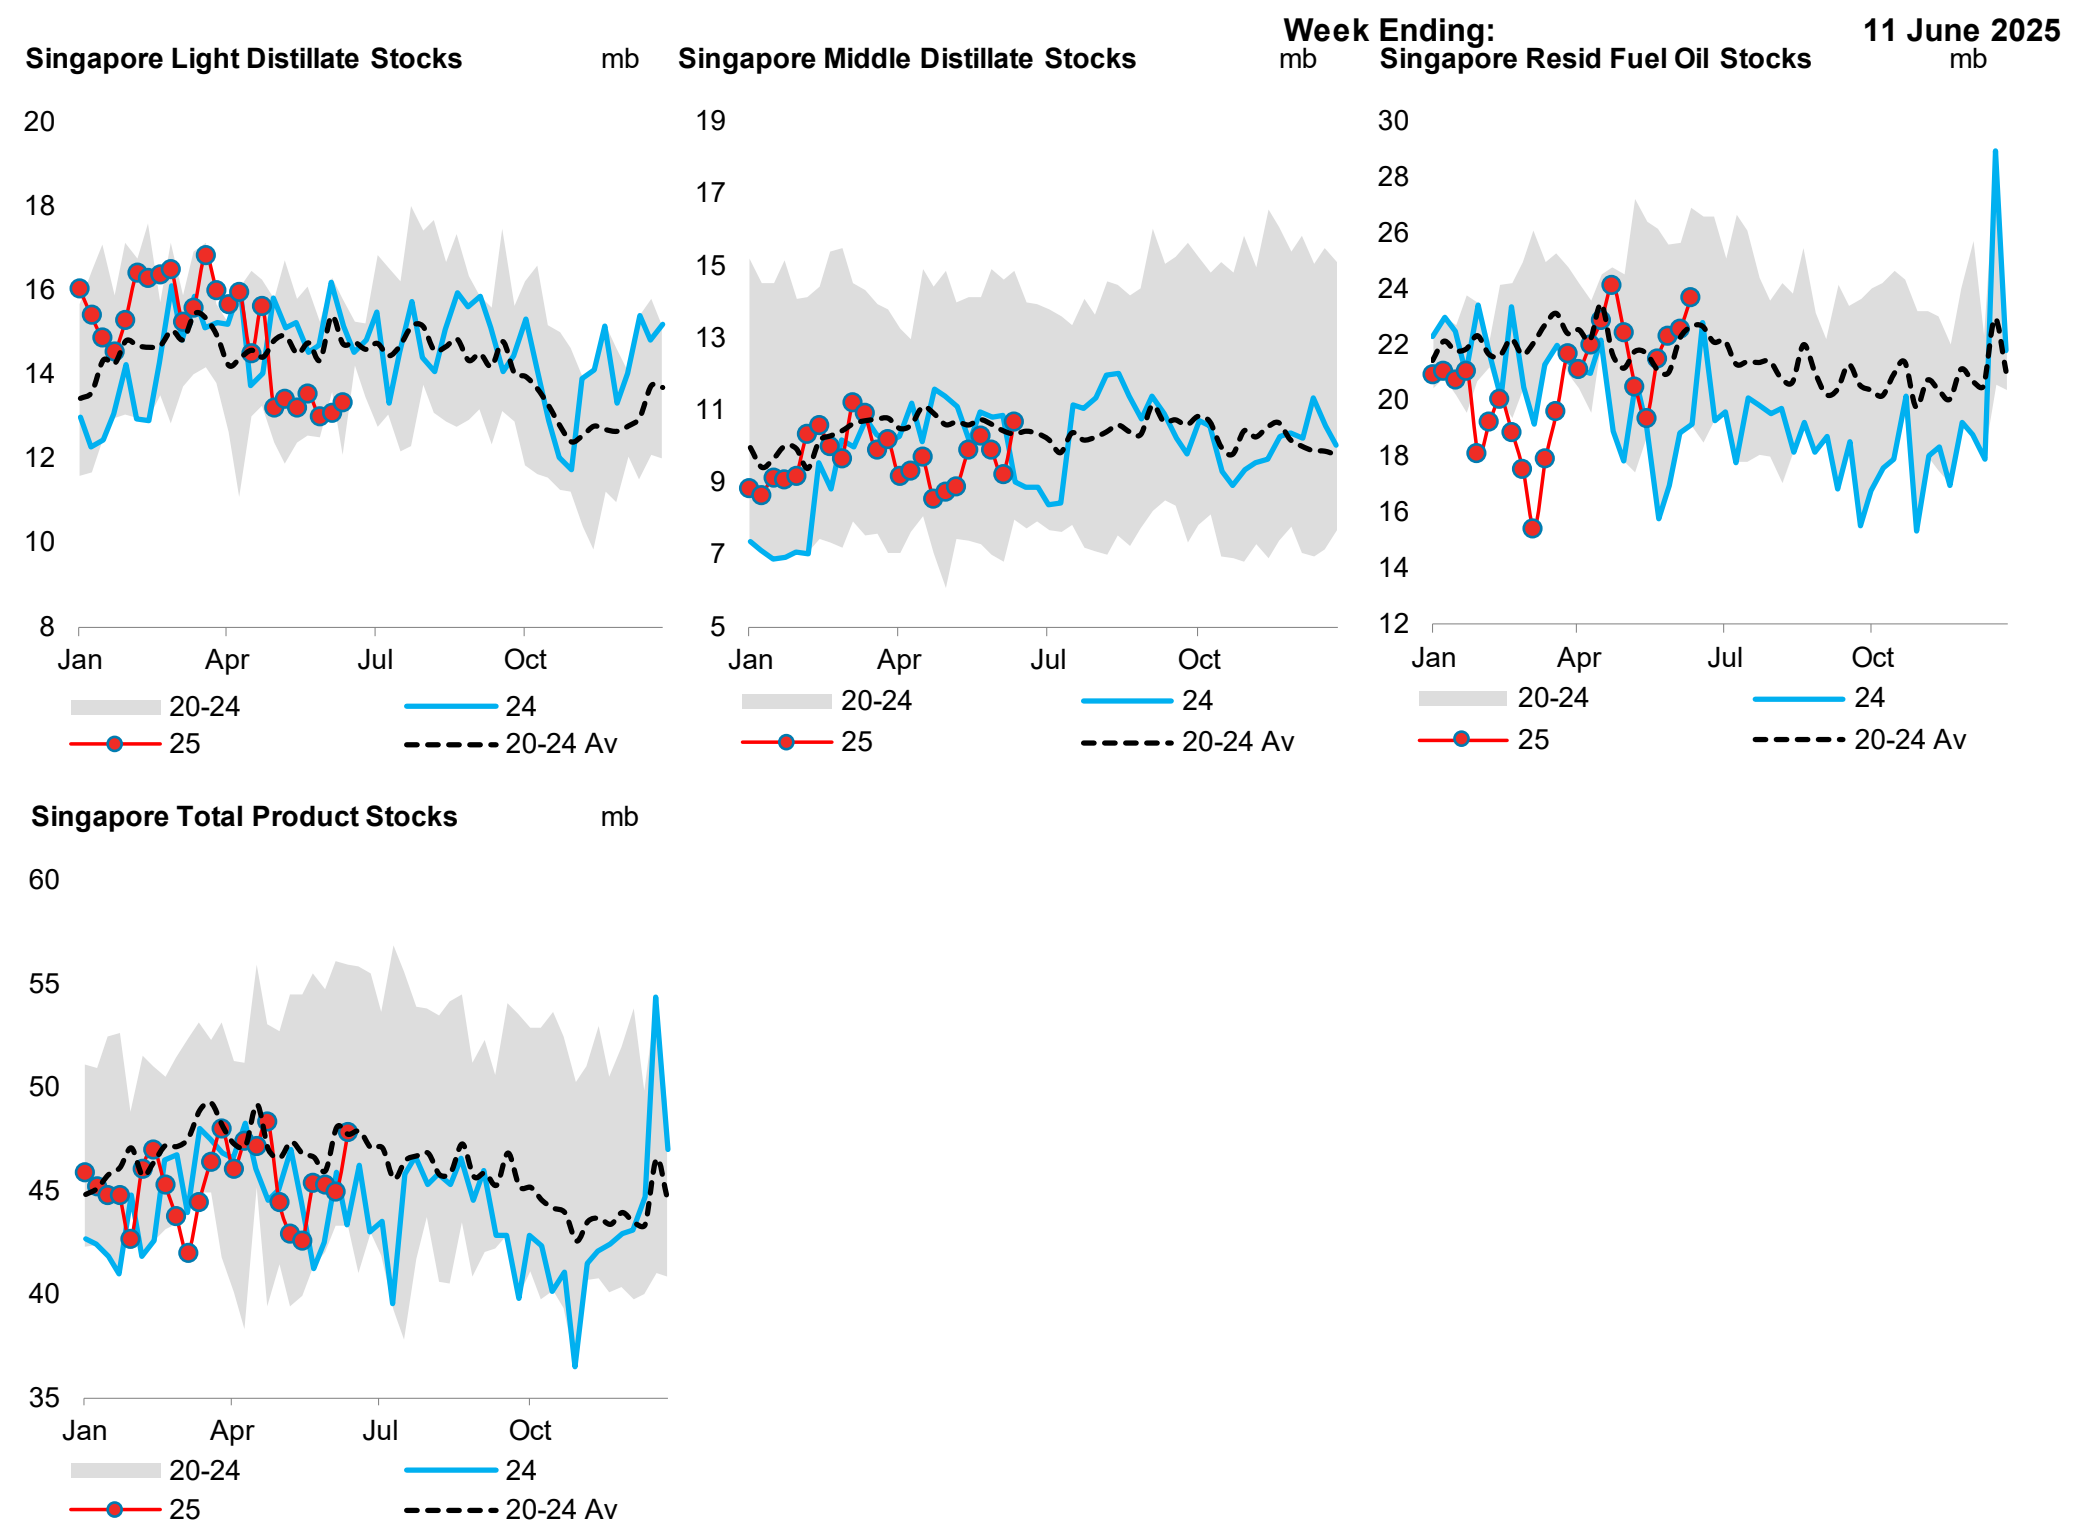 Week Ending: 11 June 2025
Singapore Light Distillate Stocks mb
20
18
16
14
12
10
8
Jan Apr Jul Oct
20-24 24
25 20-24 Av
Singapore Middle Distillate Stocks mb
19
17
15
13
11
9
7
5
Jan Apr Jul Oct
20-24 24
25 20-24 Av
Singapore Resid Fuel Oil Stocks mb
30
28
26
24
22
20
18
16
14
12
Jan Apr Jul Oct
20-24 24
25 20-24 Av
Singapore Total Product Stocks mb
60
55
50
45
40
35
Jan Apr Jul Oct
20-24 24
25 20-24 Av